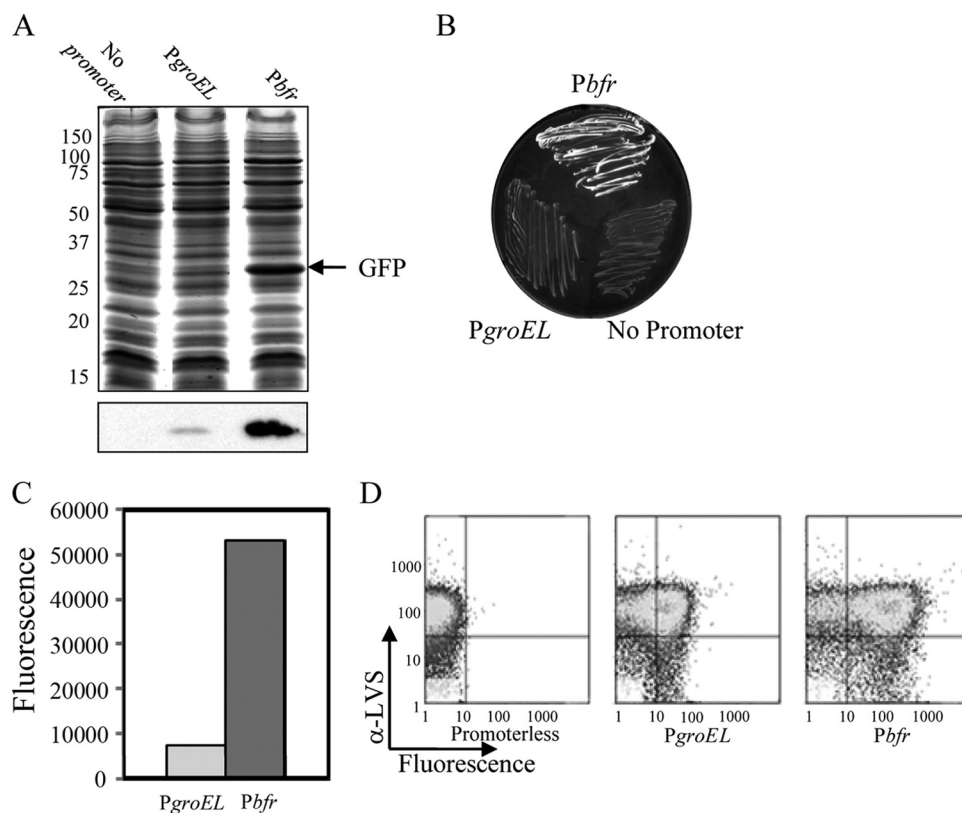 A
No promoter
PgroEL
Pbfr
150
100
75
50
37
25
20
15
GFP
B
Pbfr
PgroEL
No Promoter
C
60000
50000
40000
30000
20000
10000
0
Fluorescence
PgroEL
Pbfr
D
α-LVS
1000
100
10
1
1 10 100 1000
Promoterless
1 10 100 1000
PgroEL
1 10 100 1000
Pbfr
Fluorescence